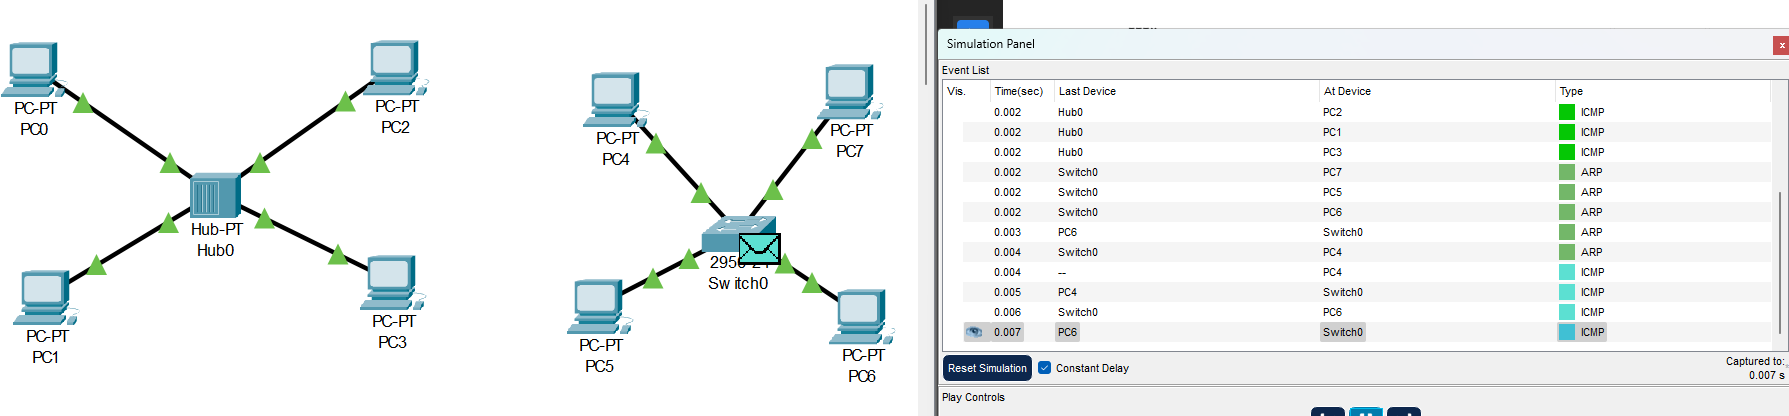 PC-PT
PC0
PC-PT
PC2
Hub-PT
Hub0
PC-PT
PC1
PC-PT
PC3
PC-PT
PC4
PC-PT
PC7
Switch0
PC-PT
PC5
PC-PT
PC6
Simulation Panel
x
Event List
Vis. Time(sec) Last Device At Device Type
0.002 Hub0 PC2 ICMP
0.002 Hub0 PC1 ICMP
0.002 Hub0 PC3 ICMP
0.002 Switch0 PC7 ARP
0.002 Switch0 PC5 ARP
0.002 Switch0 PC6 ARP
0.003 PC6 Switch0 ARP
0.004 Switch0 PC4 ARP
0.004 -- PC4 ICMP
0.005 PC4 Switch0 ICMP
0.006 Switch0 PC6 ICMP
0.007 PC6 Switch0 ICMP
Reset Simulation Constant Delay
Captured to:
0.007 s
Play Controls